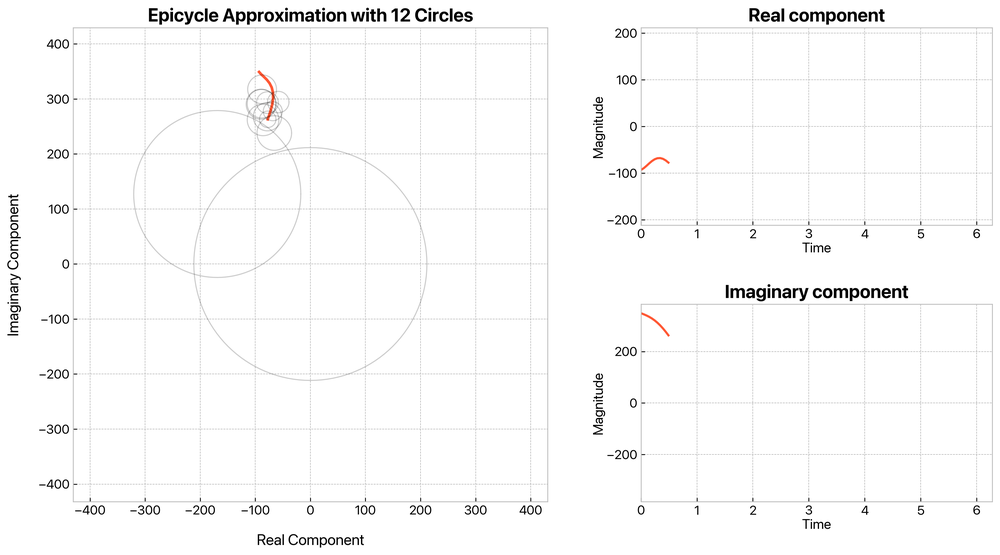 Epicycle Approximation with 12 Circles
400
300
200
100
0
−100
−200
−300
−400
−400 −300 −200 −100 0 100 200 300 400
Imaginary Component
Real Component
Real component
200
100
0
−100
−200
0 1 2 3 4 5 6
Magnitude
Time
Imaginary component
200
0
−200
0 1 2 3 4 5 6
Magnitude
Time